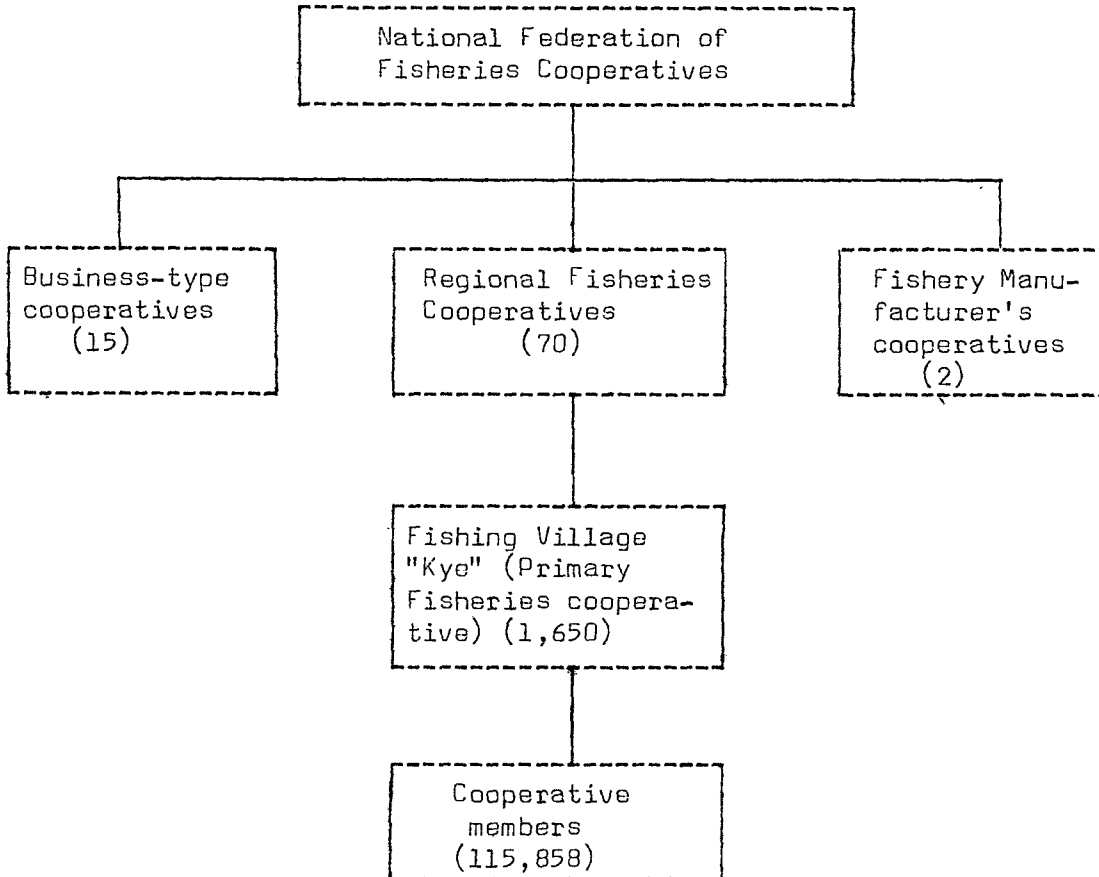 National Federation of
Fisheries Cooperatives
Business-type
cooperatives
(15)
Regional Fisheries
Cooperatives
(70)
Fishery Manu-
facturer's
cooperatives
(2)
Fishing Village
"Kye" (Primary
Fisheries coopera-
tive) (1,650)
Cooperative
members
(115,858)